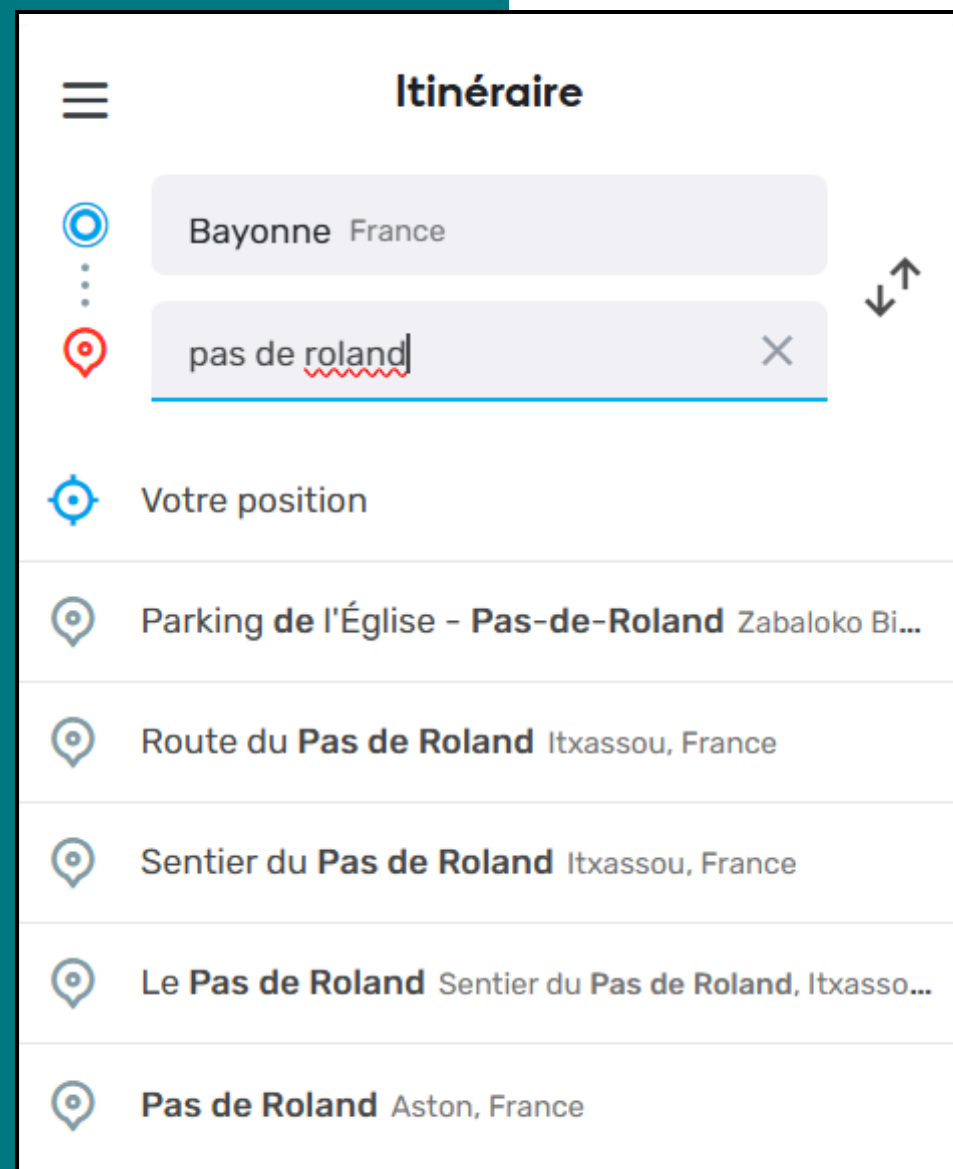 Itinéraire
Bayonne France
pas de roland
Votre position
Parking de l'Église - Pas-de-Roland Zabaloko Bi...
Route du Pas de Roland Itxassou, France
Sentier du Pas de Roland Itxassou, France
Le Pas de Roland Sentier du Pas de Roland, Itxasso...
Pas de Roland Aston, France